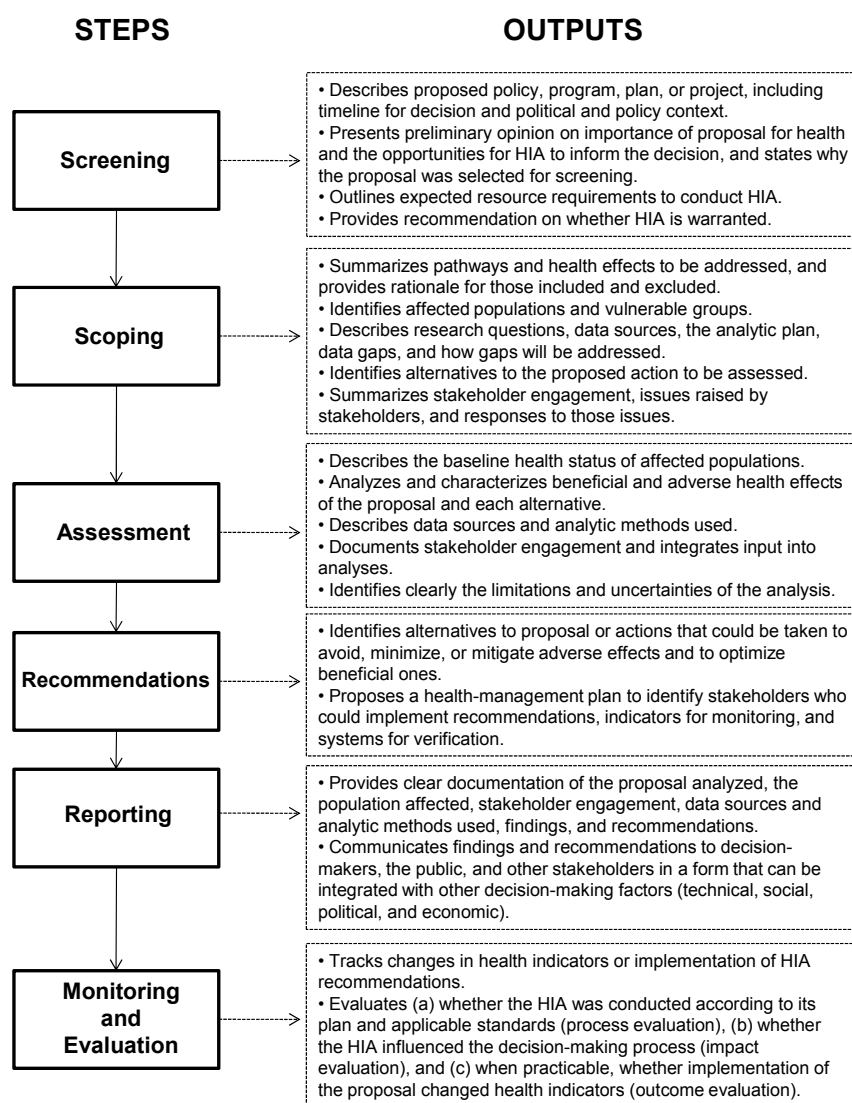 STEPS
OUTPUTS
Screening
• Describes proposed policy, program, plan, or project, including
timeline for decision and political and policy context.
• Presents preliminary opinion on importance of proposal for health
and the opportunities for HIA to inform the decision, and states why
the proposal was selected for screening.
• Outlines expected resource requirements to conduct HIA.
• Provides recommendation on whether HIA is warranted.
Scoping
• Summarizes pathways and health effects to be addressed, and
provides rationale for those included and excluded.
• Identifies affected populations and vulnerable groups.
• Describes research questions, data sources, the analytic plan,
data gaps, and how gaps will be addressed.
• Identifies alternatives to the proposed action to be assessed.
• Summarizes stakeholder engagement, issues raised by
stakeholders, and responses to those issues.
Assessment
• Describes the baseline health status of affected populations.
• Analyzes and characterizes beneficial and adverse health effects
of the proposal and each alternative.
• Describes data sources and analytic methods used.
• Documents stakeholder engagement and integrates input into
analyses.
• Identifies clearly the limitations and uncertainties of the analysis.
Recommendations
• Identifies alternatives to proposal or actions that could be taken to
avoid, minimize, or mitigate adverse effects and to optimize
beneficial ones.
• Proposes a health-management plan to identify stakeholders who
could implement recommendations, indicators for monitoring, and
systems for verification.
Reporting
• Provides clear documentation of the proposal analyzed, the
population affected, stakeholder engagement, data sources and
analytic methods used, findings, and recommendations.
• Communicates findings and recommendations to decision-
makers, the public, and other stakeholders in a form that can be
integrated with other decision-making factors (technical, social,
political, and economic).
Monitoring
and
Evaluation
• Tracks changes in health indicators or implementation of HIA
recommendations.
• Evaluates (a) whether the HIA was conducted according to its
plan and applicable standards (process evaluation), (b) whether
the HIA influenced the decision-making process (impact
evaluation), and (c) when practicable, whether implementation of
the proposal changed health indicators (outcome evaluation).